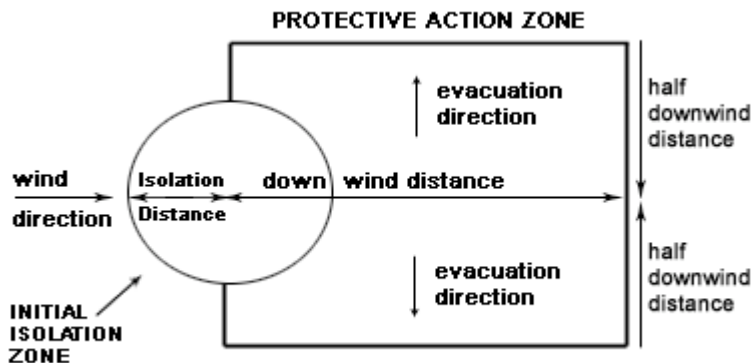 PROTECTIVE ACTION ZONE
evacuation
direction
half
downwind
distance
wind
direction
Isolation
Distance
down wind distance
evacuation
direction
half
downwind
distance
INITIAL
ISOLATION
ZONE